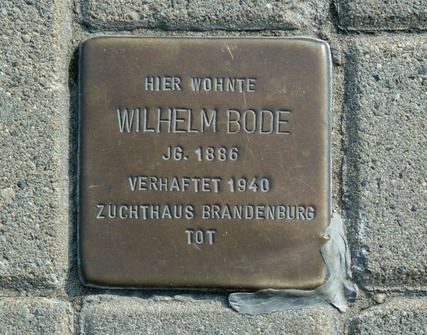 HIER WOHNTE
WILHELM BODE
JG. 1886
VERHAFTET 1940
ZUCHTHAUS BRANDENBURG
TOT